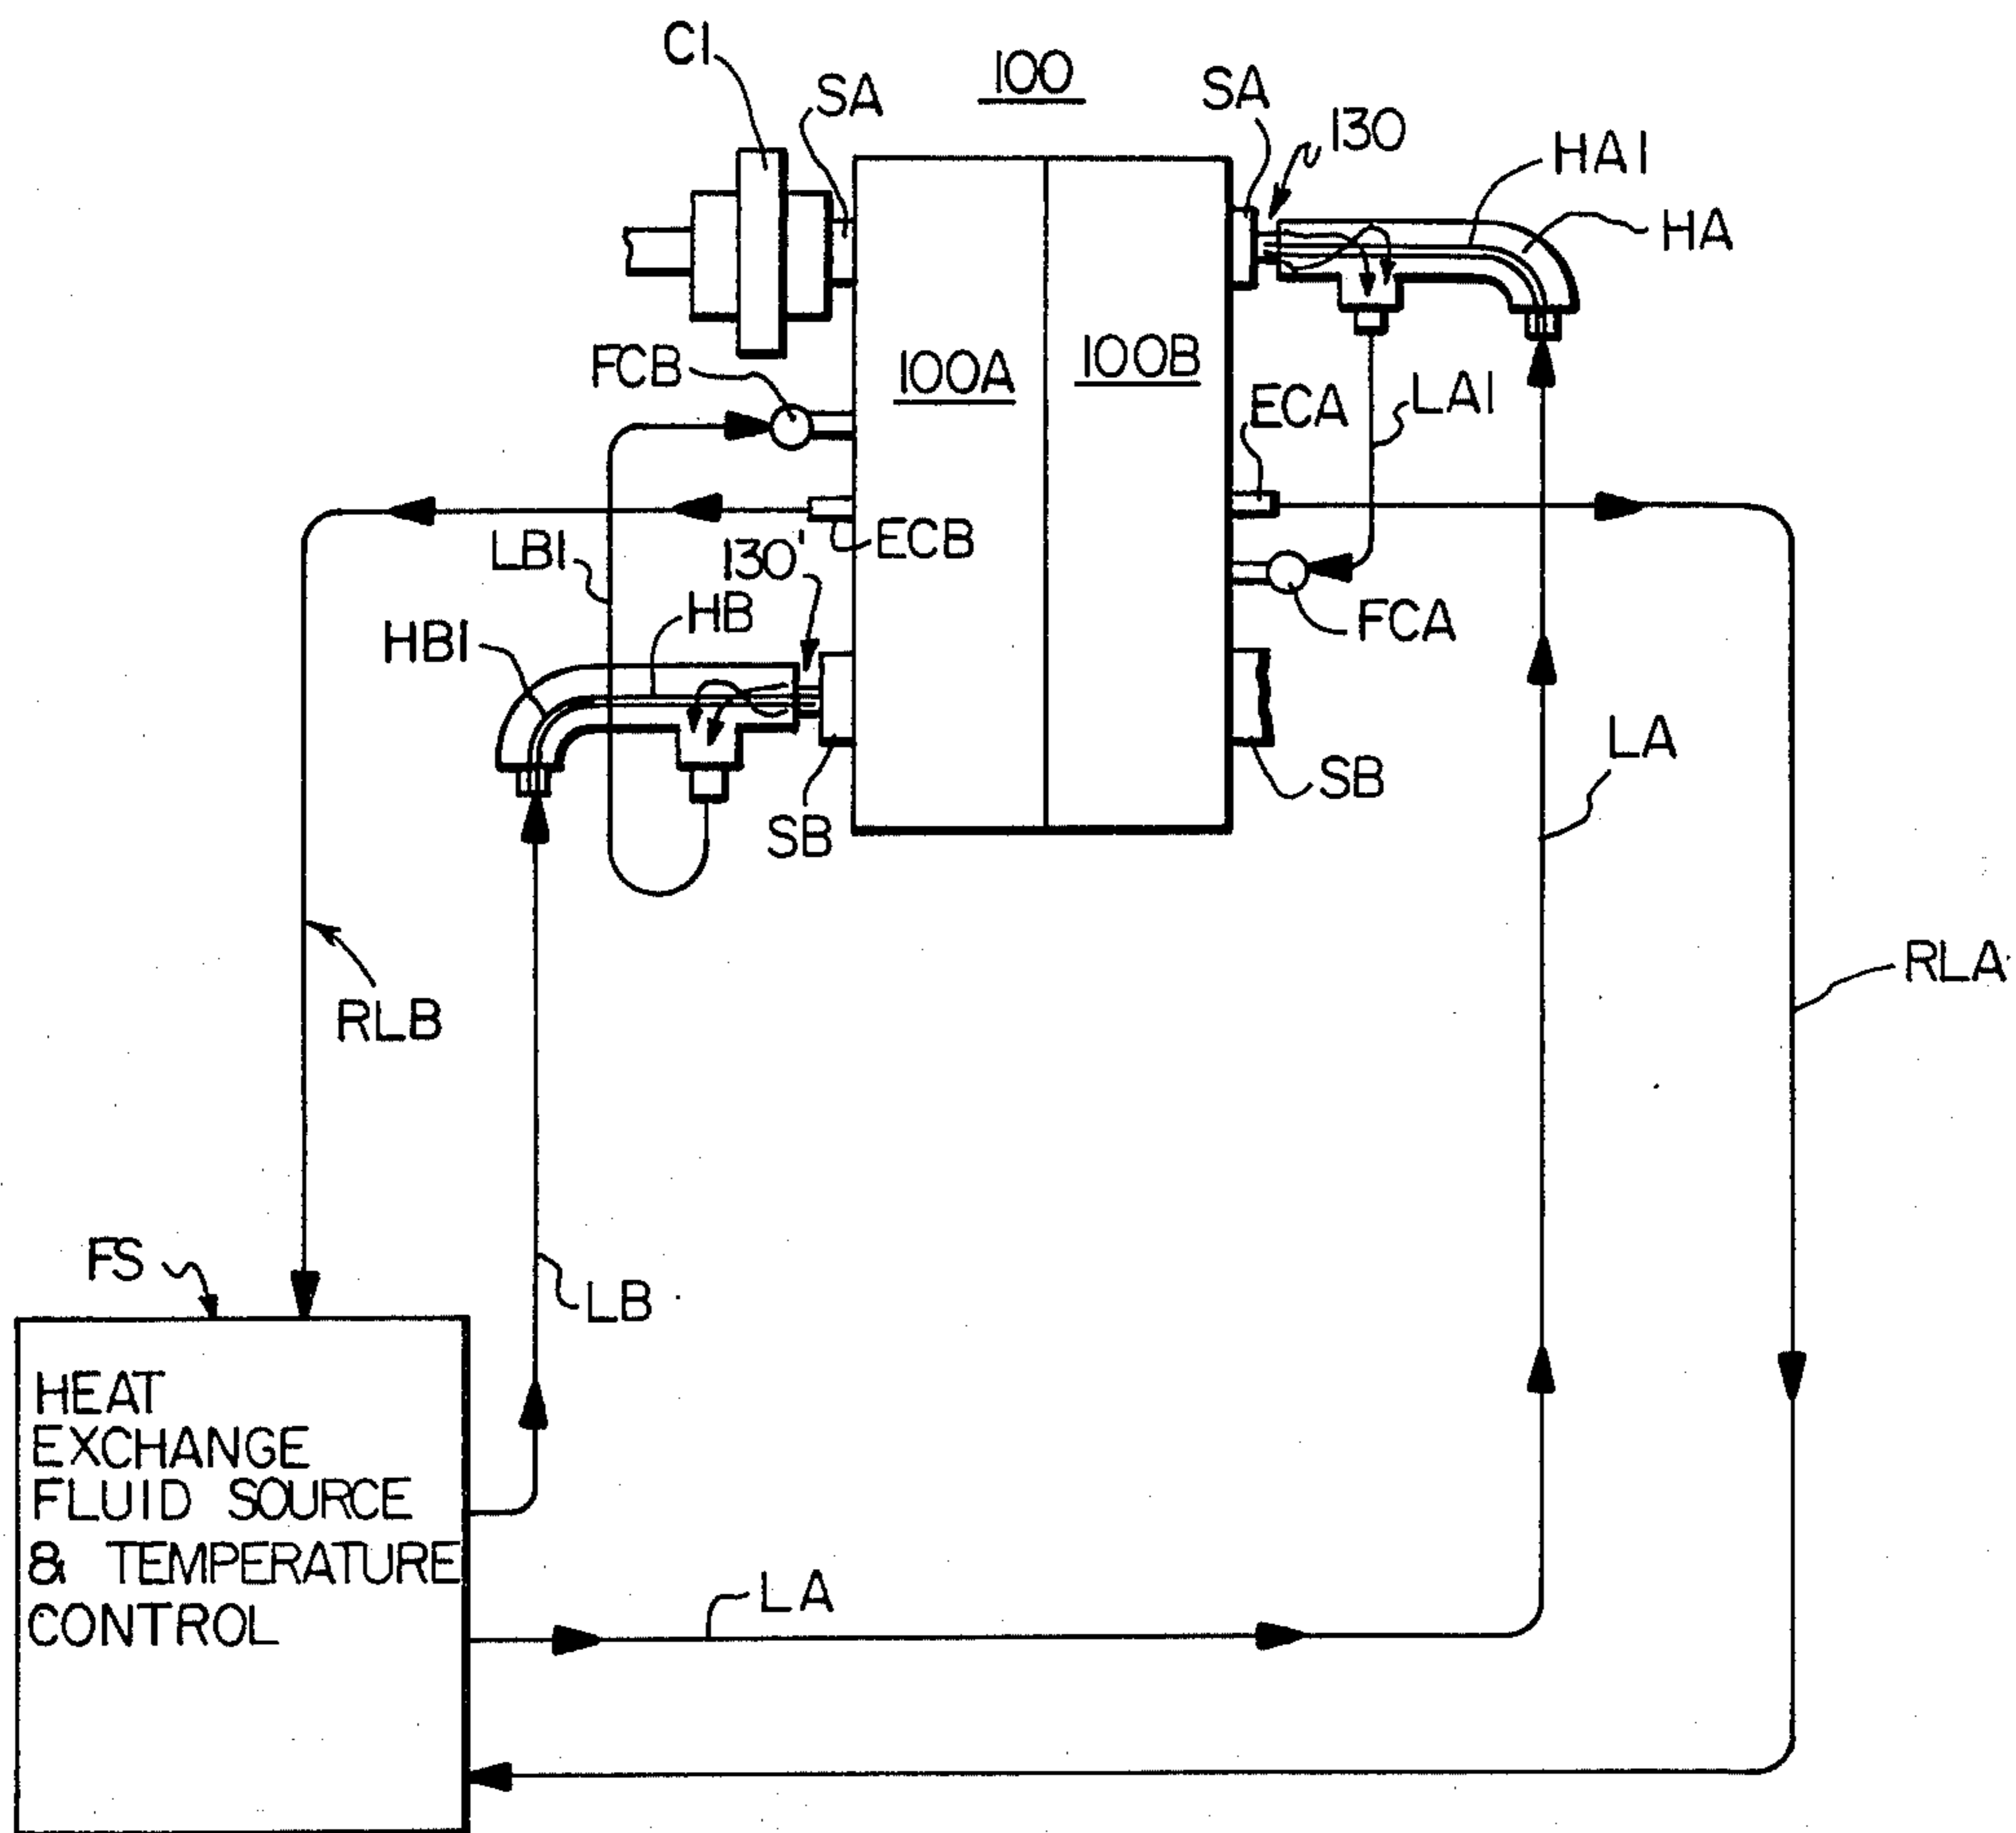 C1
100
SA
SA
130
HA1
HA
FCB
100A
100B
ECA
LA1
LB1
130'
ECB
HB
FCA
HB1
LA
SB
SB
RLA
RLB
FS
LB
HEAT
EXCHANGE
FLUID SOURCE
& TEMPERATURE
CONTROL
LA